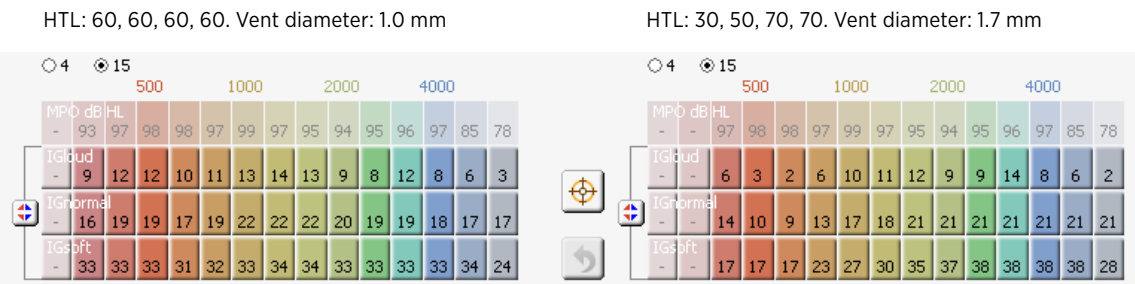 HTL: 60, 60, 60, 60. Vent diameter: 1.0 mm
4 15
500 1000 2000 4000
MPO dB HL
- 93 97 98 98 97 99 97 95 94 95 96 97 85 78
IGloud
- 9 12 12 10 11 13 14 13 9 8 12 8 6 3
IGnormal
- 16 19 19 17 19 22 22 22 20 19 19 18 17 17
IGsoft
- 33 33 33 31 32 33 34 34 33 33 33 33 34 24
HTL: 30, 50, 70, 70. Vent diameter: 1.7 mm
4 15
500 1000 2000 4000
MPO dB HL
- - 97 98 98 97 99 97 95 94 95 96 97 85 78
IGloud
- - 6 3 2 6 10 11 12 9 9 14 8 6 2
IGnormal
- - 14 10 9 13 17 18 21 21 21 21 21 21 21
IGsoft
- - 17 17 17 23 27 30 35 37 38 38 38 38 28